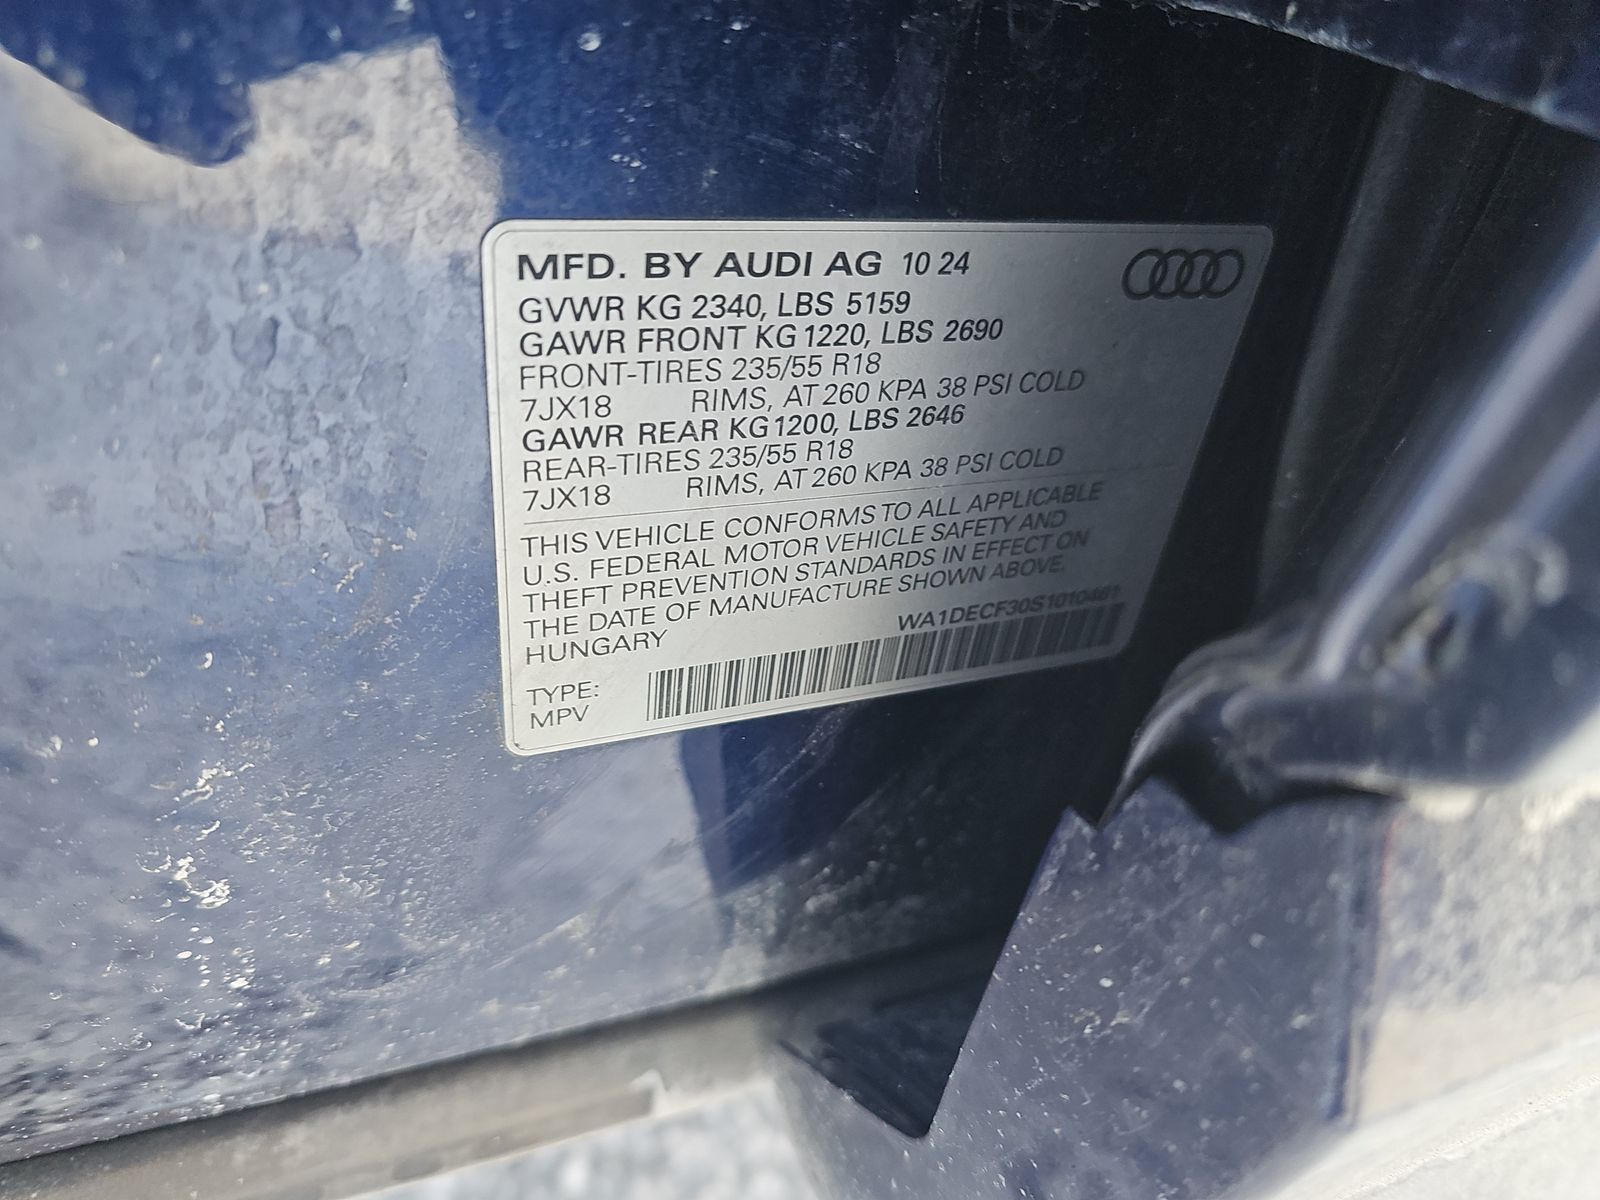 MFD. BY AUDI AG 10 24
GVWR KG 2340, LBS 5159
GAWR FRONT KG 1220, LBS 2690
FRONT-TIRES 235/55 R18
7JX18 RIMS, AT 260 KPA 38 PSI COLD
GAWR REAR KG 1200, LBS 2646
REAR-TIRES 235/55 R18
7JX18 RIMS, AT 260 KPA 38 PSI COLD
THIS VEHICLE CONFORMS TO ALL APPLICABLE
U.S. FEDERAL MOTOR VEHICLE SAFETY AND
THEFT PREVENTION STANDARDS IN EFFECT ON
THE DATE OF MANUFACTURE SHOWN ABOVE.
HUNGARY WA1DECF30S1010461
TYPE:
MPV